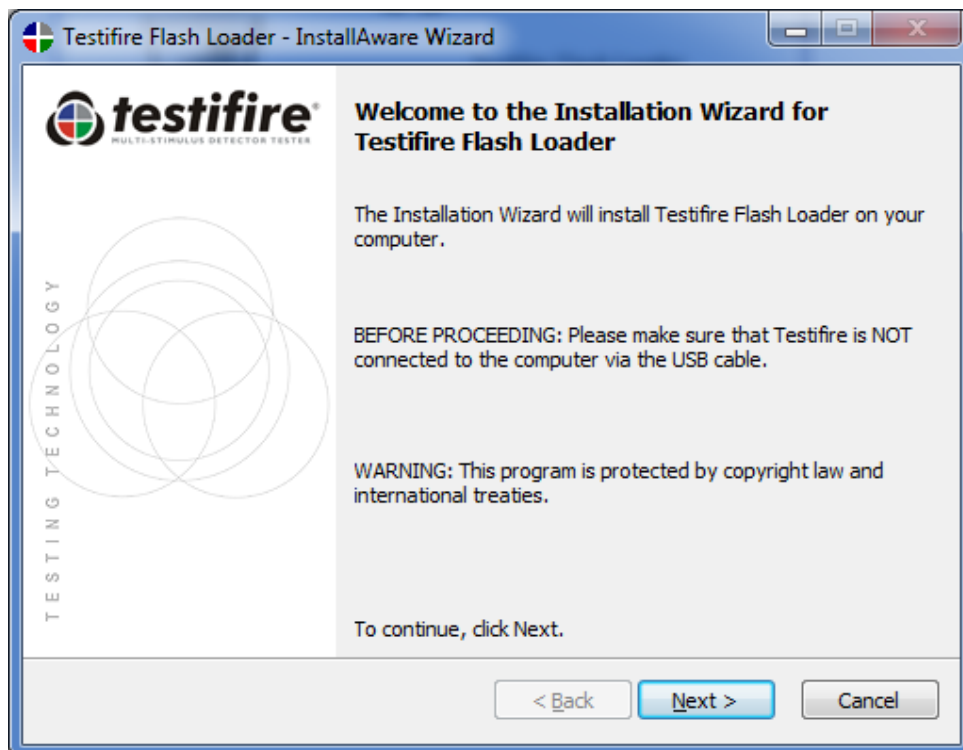 Testifire Flash Loader - InstallAware Wizard
testifire®
MULTI-STIMULUS DETECTOR TESTER
TESTING TECHNOLOGY
Welcome to the Installation Wizard for
Testifire Flash Loader
The Installation Wizard will install Testifire Flash Loader on your
computer.
BEFORE PROCEEDING: Please make sure that Testifire is NOT
connected to the computer via the USB cable.
WARNING: This program is protected by copyright law and
international treaties.
To continue, click Next.
< Back
Next >
Cancel